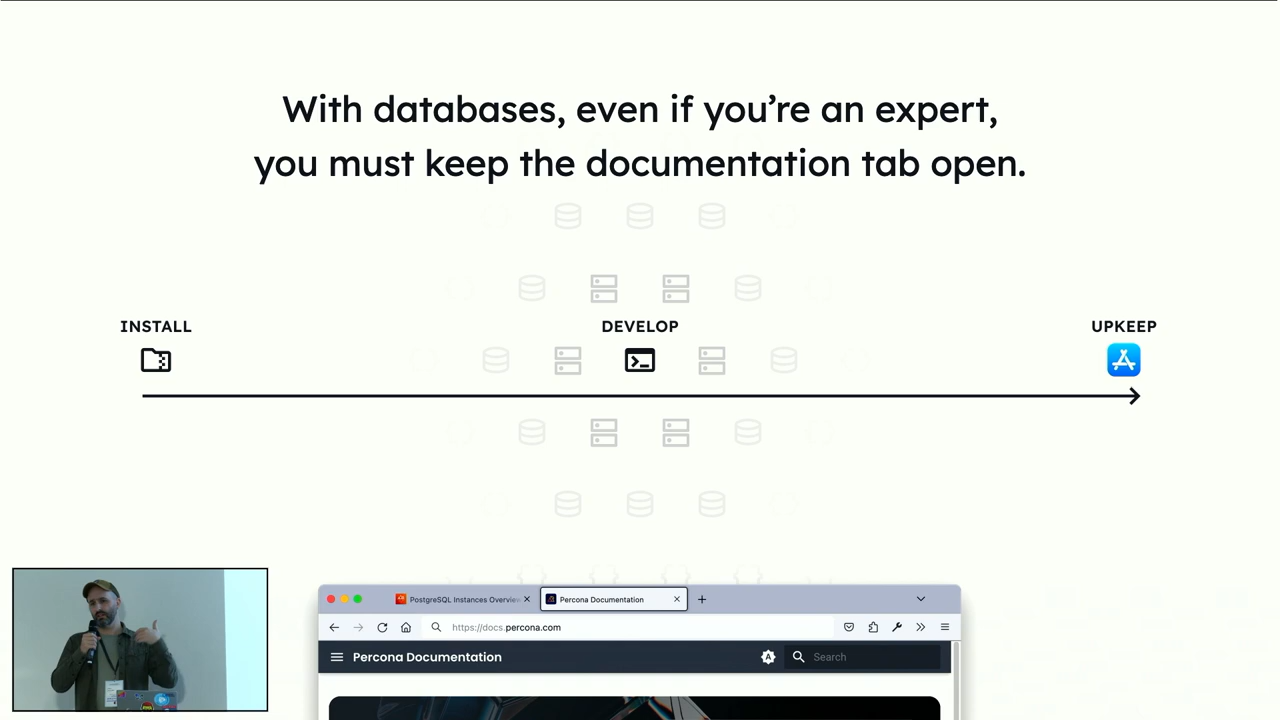 With databases, even if you’re an expert,
you must keep the documentation tab open.
INSTALL
DEVELOP
UPKEEP
PostgreSQL Instances Overview
Percona Documentation
https://docs.percona.com
Percona Documentation
Search